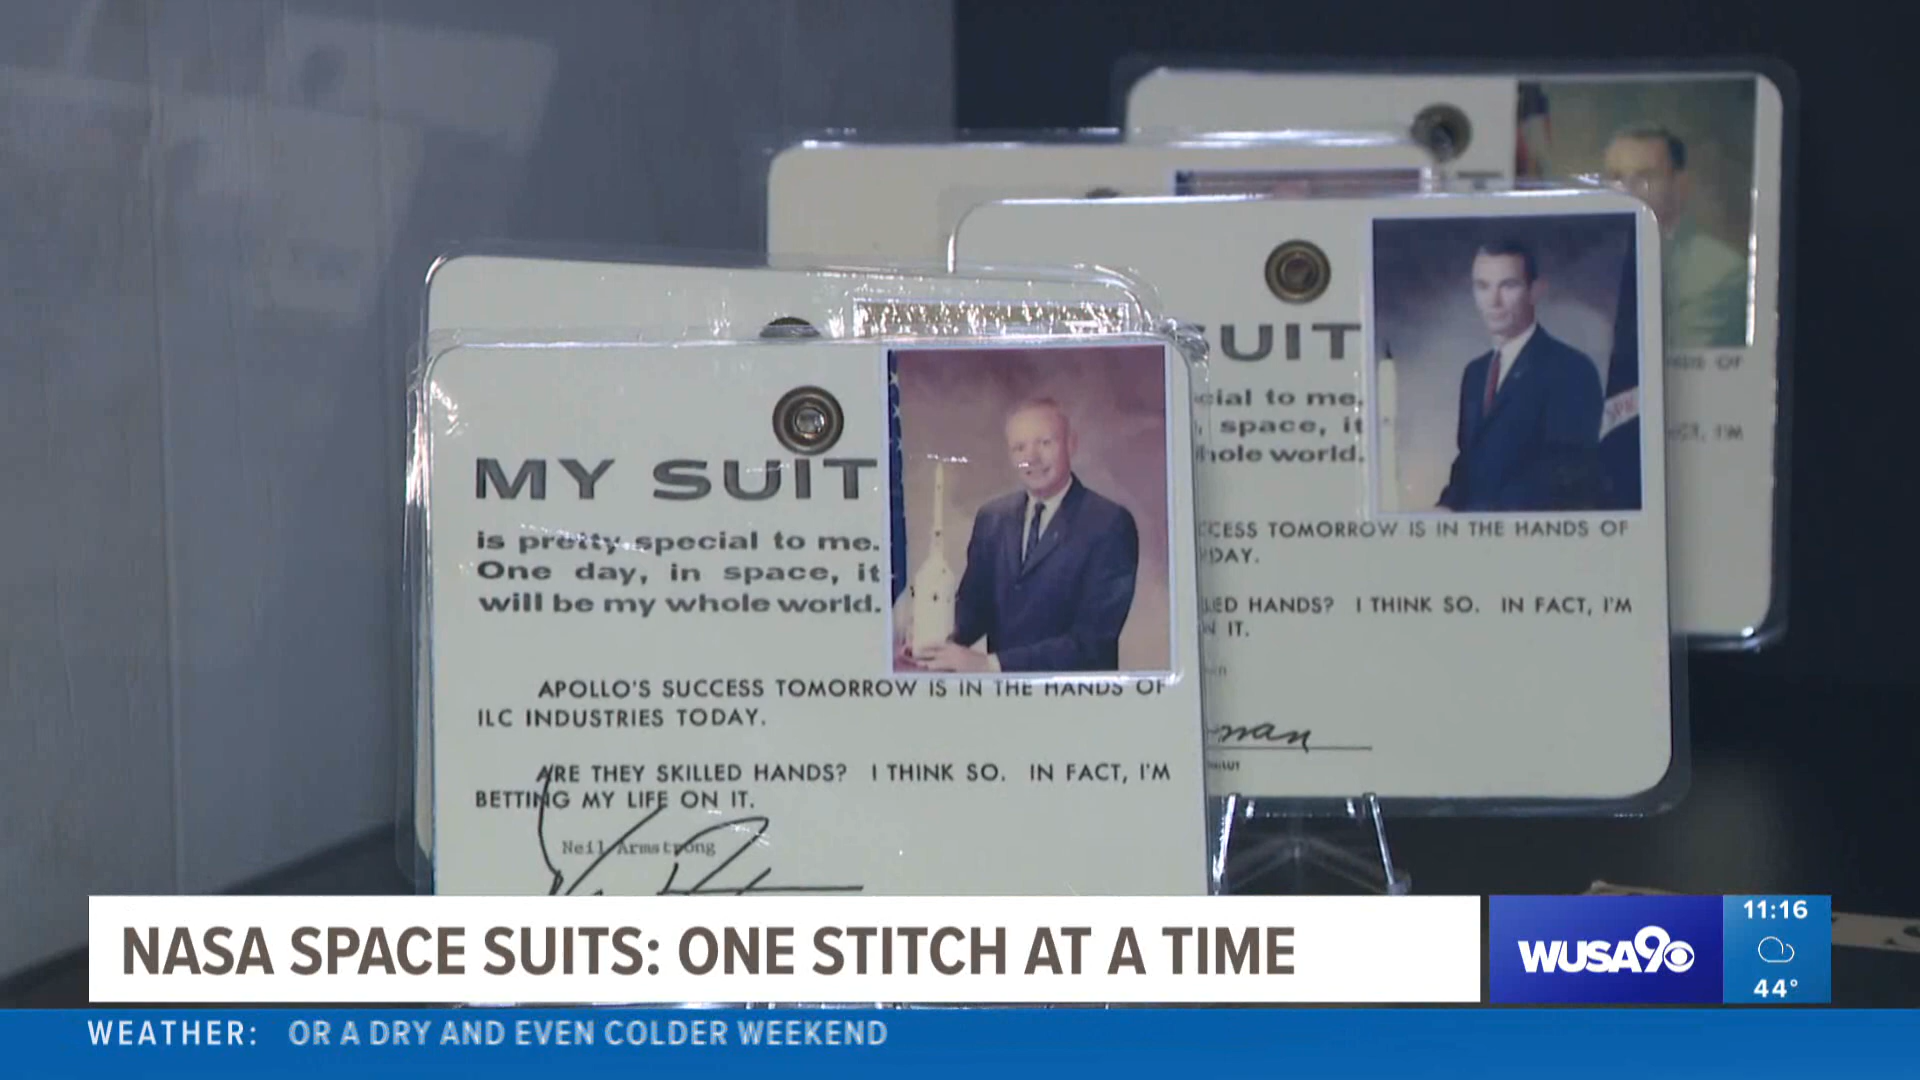 MY SUIT
is pretty special to me.
One day, in space, it
will be my whole world.
APOLLO'S SUCCESS TOMORROW IS IN THE HANDS OF
ILC INDUSTRIES TODAY.
ARE THEY SKILLED HANDS? I THINK SO. IN FACT, I'M
BETTING MY LIFE ON IT.
Neil Armstrong
SUIT
cial to me.
, space, it
hole world.
CCESS TOMORROW IS IN THE HANDS OF
DAY.
LED HANDS? I THINK SO. IN FACT, I'M
IT.
OF
NASA SPACE SUITS: ONE STITCH AT A TIME
WUSA9
11:16
44°
WEATHER: OR A DRY AND EVEN COLDER WEEKEND